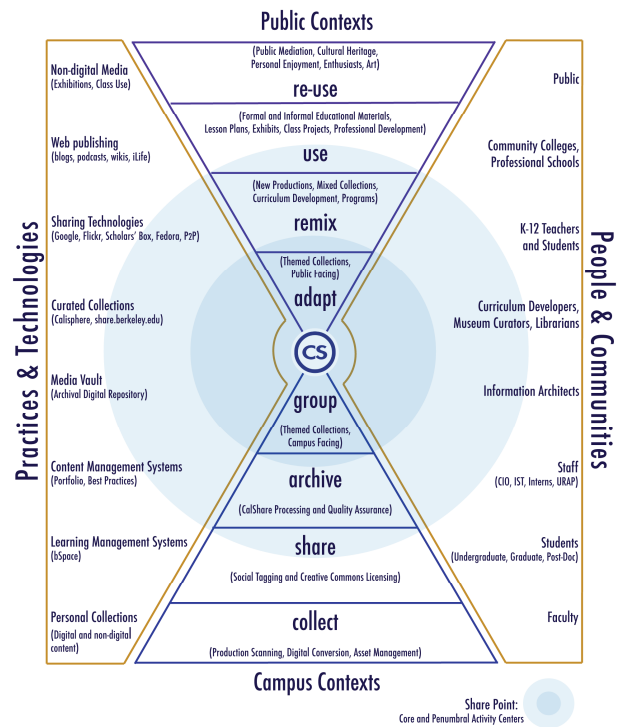 Public Contexts
(Public Mediation, Cultural Heritage,
Personal Enjoyment, Enthusiasts, Art)
re-use
(Formal and Informal Educational Materials,
Lesson Plans, Exhibits, Class Projects, Professional Development)
use
(New Productions, Mixed Collections,
Curriculum Development, Programs)
remix
(Themed Collections,
Public Facing)
adapt
CS
group
(Themed Collections,
Campus Facing)
archive
(CalShare Processing and Quality Assurance)
share
(Social Tagging and Creative Commons Licensing)
collect
(Production Scanning, Digital Conversion, Asset Management)
Campus Contexts
Practices & Technologies
Non-digital Media
(Exhibitions, Class Use)
Web publishing
(blogs, podcasts, wikis, iLife)
Sharing Technologies
(Google, Flickr, Scholars' Box, Fedora, P2P)
Curated Collections
(Calisphere, share.berkeley.edu)
Media Vault
(Archival Digital Repository)
Content Management Systems
(Portfolio, Best Practices)
Learning Management Systems
(bSpace)
Personal Collections
(Digital and non-digital
content)
People & Communities
Public
Community Colleges,
Professional Schools
K-12 Teachers
and Students
Curriculum Developers,
Museum Curators, Librarians
Information Architects
Staff
(CIO, IST, Interns, URAP)
Students
(Undergraduate, Graduate, Post-Doc)
Faculty
Share Point:
Core and Penumbral Activity Centers